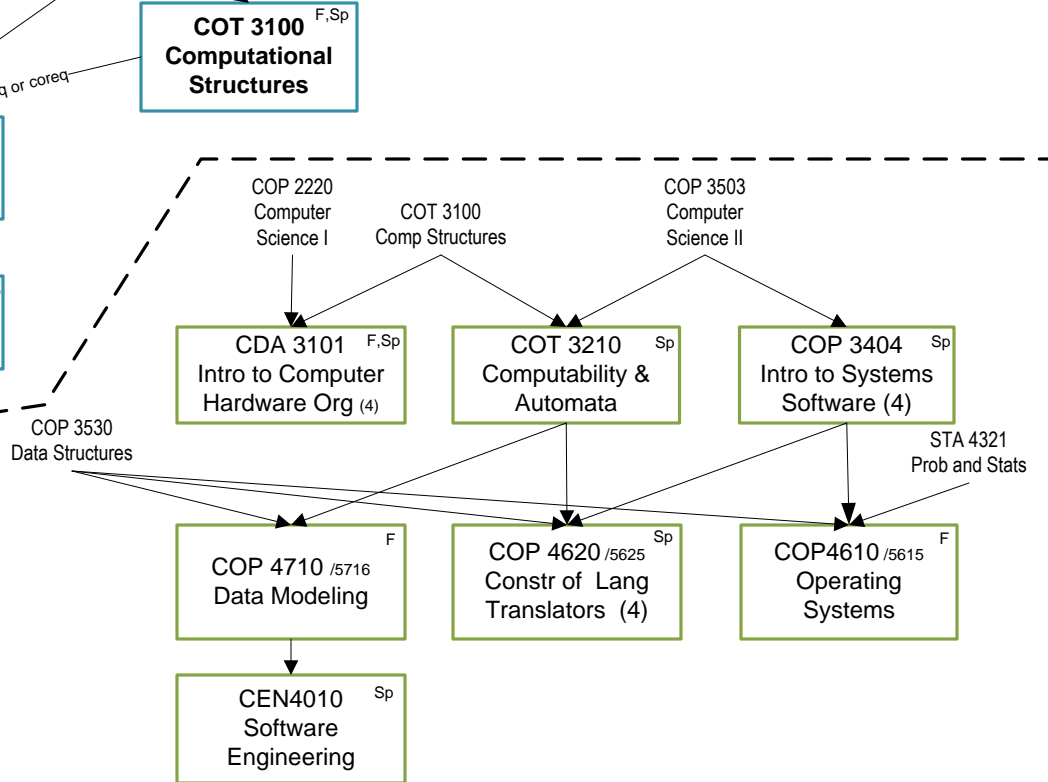 COT 3100 F,Sp
Computational
Structures
q or coreq
COP 2220
Computer
Science I
COT 3100
Comp Structures
COP 3503
Computer
Science II
CDA 3101 F,Sp
Intro to Computer
Hardware Org (4)
COT 3210 Sp
Computability &
Automata
COP 3404 Sp
Intro to Systems
Software (4)
COP 3530
Data Structures
STA 4321
Prob and Stats
F
COP 4710 /5716
Data Modeling
Sp
COP 4620 /5625
Constr of Lang
Translators (4)
F
COP4610 /5615
Operating
Systems
CEN4010 Sp
Software
Engineering